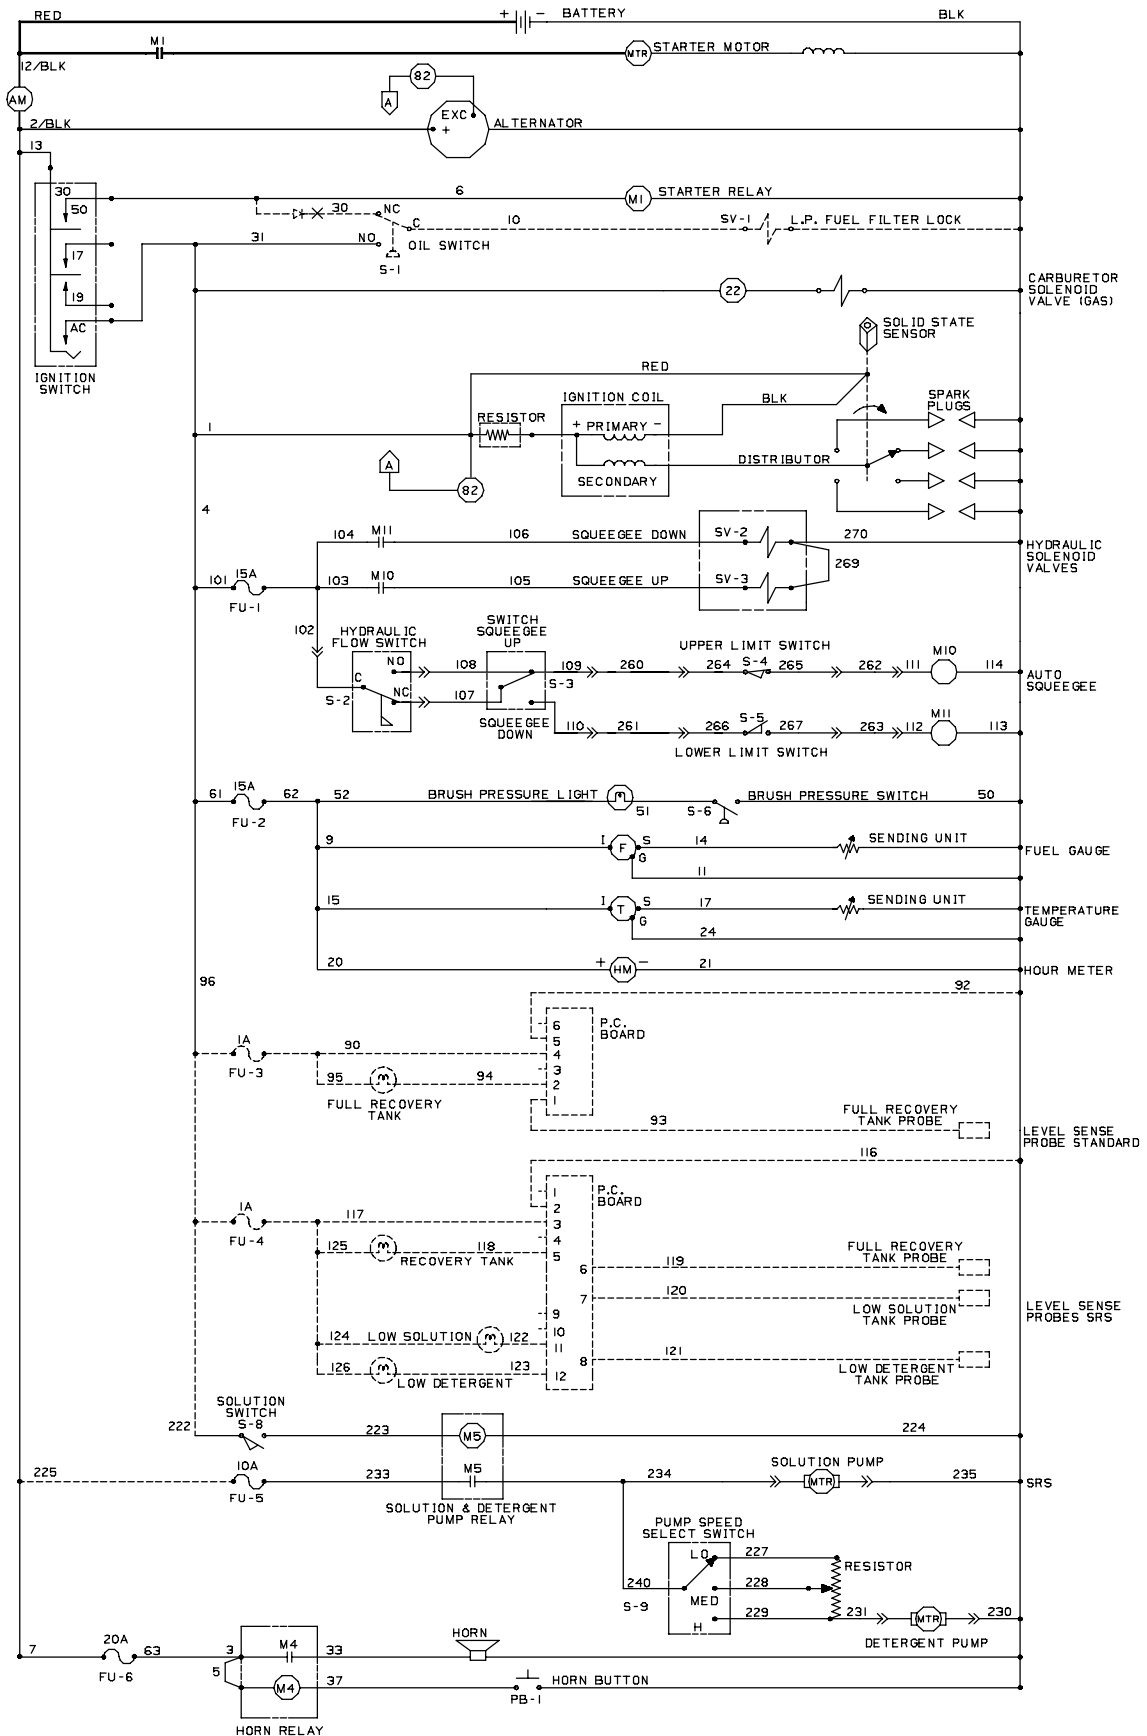 RED
+ -
BATTERY
BLK
M1
MTR
STARTER MOTOR
12/BLK
82
A
AM
EXC
2/BLK
+
ALTERNATOR
13
30
50
6
M1
STARTER RELAY
30
NC
C
10
SV-1
L.P. FUEL FILTER LOCK
31
NO
OIL SWITCH
S-1
17
19
AC
22
CARBURETOR
SOLENOID
VALVE (GAS)
SOLID STATE
SENSOR
IGNITION
SWITCH
RED
IGNITION COIL
BLK
SPARK
PLUGS
RESISTOR
1
+ PRIMARY -
A
DISTRIBUTOR
SECONDARY
82
4
104
M11
106
SQUEEGEE DOWN
SV-2
270
HYDRAULIC
SOLENOID
VALVES
269
101
15A
FU-1
103
M10
105
SQUEEGEE UP
SV-3
102
HYDRAULIC
FLOW SWITCH
SWITCH
SQUEEGEE
UP
UPPER LIMIT SWITCH
M10
NO
108
109
260
264
S-4
265
262
111
114
AUTO
SQUEEGEE
C
S-2
NC
107
S-3
SQUEEGEE
DOWN
110
261
266
S-5
267
263
112
M11
113
LOWER LIMIT SWITCH
61
15A
FU-2
62
52
BRUSH PRESSURE LIGHT
51
S-6
BRUSH PRESSURE SWITCH
50
9
I
F
S
G
14
SENDING UNIT
FUEL GAUGE
11
15
I
T
S
G
17
SENDING UNIT
TEMPERATURE
GAUGE
24
20
+
HM
-
21
HOUR METER
96
92
6
5
4
3
2
1
P.C.
BOARD
1A
FU-3
90
95
94
FULL RECOVERY
TANK
93
FULL RECOVERY
TANK PROBE
LEVEL SENSE
PROBE STANDARD
116
1
2
3
4
5
P.C.
BOARD
1A
FU-4
117
125
118
RECOVERY TANK
6
119
FULL RECOVERY
TANK PROBE
7
120
LOW SOLUTION
TANK PROBE
LEVEL SENSE
PROBES SRS
9
10
11
12
124
LOW SOLUTION
122
126
LOW DETERGENT
123
8
121
LOW DETERGENT
TANK PROBE
SOLUTION
SWITCH
S-8
222
223
M5
224
225
10A
FU-5
233
M5
234
SOLUTION PUMP
MTR
235
SRS
SOLUTION & DETERGENT
PUMP RELAY
PUMP SPEED
SELECT SWITCH
LO
227
RESISTOR
240
228
MED
S-9
229
H
231
MTR
230
DETERGENT PUMP
7
20A
FU-6
63
3
M4
33
HORN
5
M4
37
PB-1
HORN BUTTON
HORN RELAY